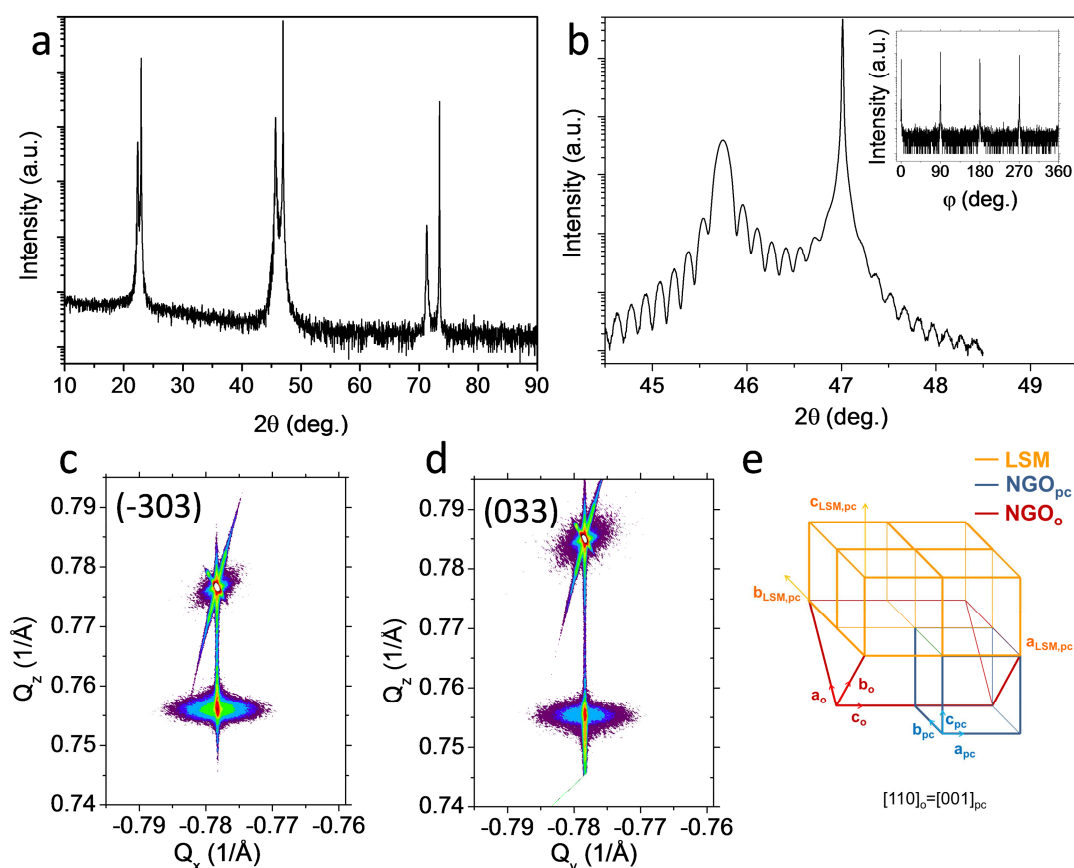 a
Intensity (a.u.)
10 20 30 40 50 60 70 80 90
2θ (deg.)
b
Intensity (a.u.)
45 46 47 48 49
2θ (deg.)
Intensity (a.u.)
0 90 180 270 360
φ (deg.)
c
(-303)
0.79
0.78
0.77
0.76
0.75
0.74
Qz (1/Å)
-0.79 -0.78 -0.77 -0.76
Qx (1/Å)
d
(033)
0.79
0.78
0.77
0.76
0.75
0.74
Qz (1/Å)
-0.79 -0.78 -0.77 -0.76
Qy (1/Å)
e
LSM
NGOpc
NGOo
cLSM,pc
bLSM,pc
aLSM,pc
ao
bo
co
bpc
cpc
apc
[110]o=[001]pc